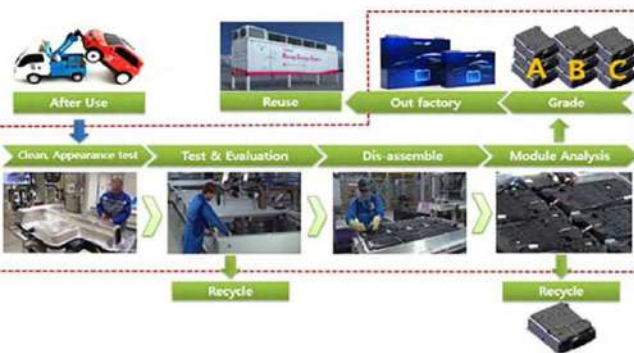 After Use
Reuse
Out factory
Grade
A B C
Clean, Appearance test
Test & Evaluation
Dis-assemble
Module Analysis
Recycle
Recycle